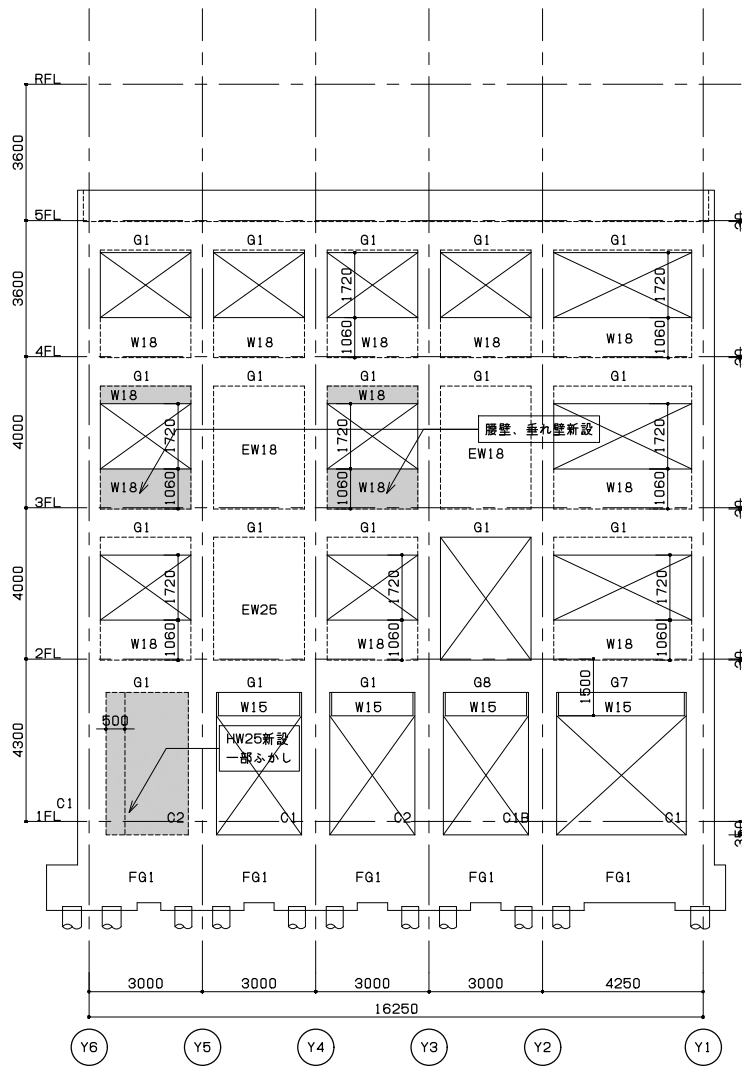 RFL
3600
5FL
G1 G1 G1 G1 G1
3600
1720 1720
1060 1060
W18 W18 W18 W18 W18
4FL
G1 G1 G1 G1 G1
W18 W18
4000
1720 1720 1720
腰壁、垂れ壁新設
EW18 EW18
1060 1060 1060
W18 W18 W18
3FL
G1 G1 G1 G1 G1
4000
1720 1720 1720
EW25
1060 1060 1060
W18 W18 W18
2FL
G1 G1 G1 G8 G7
1500
W15 W15 W15 W15
500
4300
HW25新設
一部ふかし
C1
1FL
C2 C1 C2 C1B C1
350
FG1 FG1 FG1 FG1 FG1
3000 3000 3000 3000 4250
16250
Y6 Y5 Y4 Y3 Y2 Y1